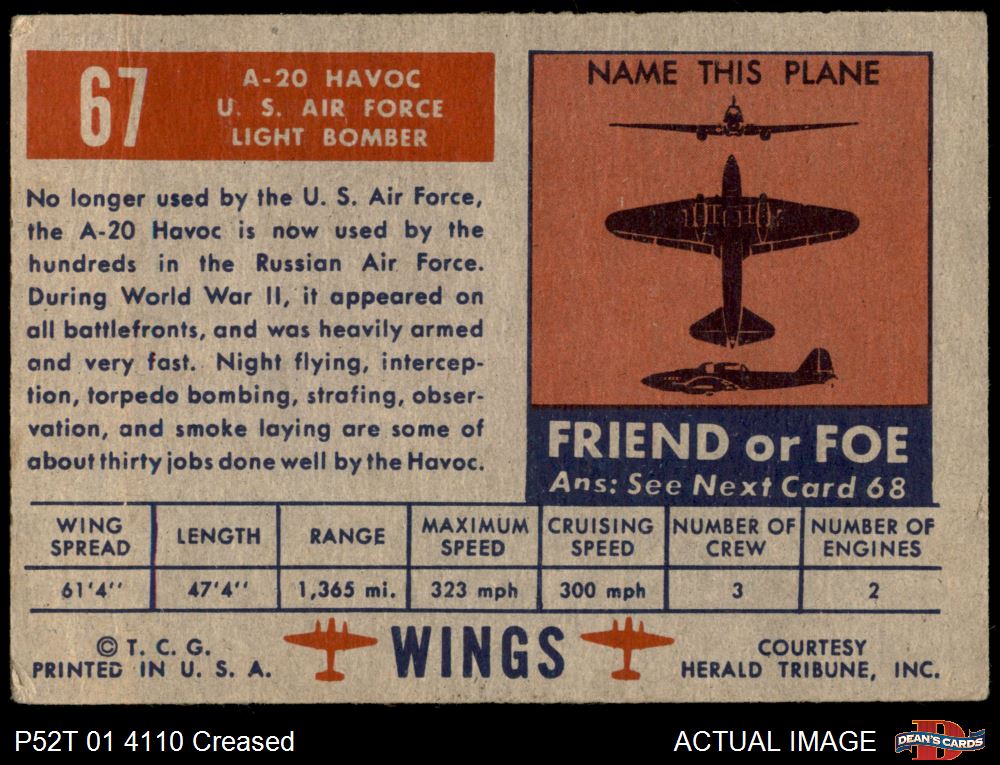 67
A-20 HAVOC
U. S. AIR FORCE
LIGHT BOMBER
No longer used by the U. S. Air Force,
the A-20 Havoc is now used by the
hundreds in the Russian Air Force.
During World War II, it appeared on
all battlefronts, and was heavily armed
and very fast. Night flying, intercep-
tion, torpedo bombing, strafing, obser-
vation, and smoke laying are some of
about thirty jobs done well by the Havoc.
NAME THIS PLANE
FRIEND or FOE
Ans: See Next Card 68
WING SPREAD LENGTH RANGE MAXIMUM SPEED CRUISING SPEED NUMBER OF CREW NUMBER OF ENGINES
61'4'' 47'4'' 1,365 mi. 323 mph 300 mph 3 2
© T. C. G.
PRINTED IN U. S. A.
WINGS
COURTESY
HERALD TRIBUNE, INC.
P52T 01 4110 Creased
ACTUAL IMAGE
D
DEAN'S CARDS